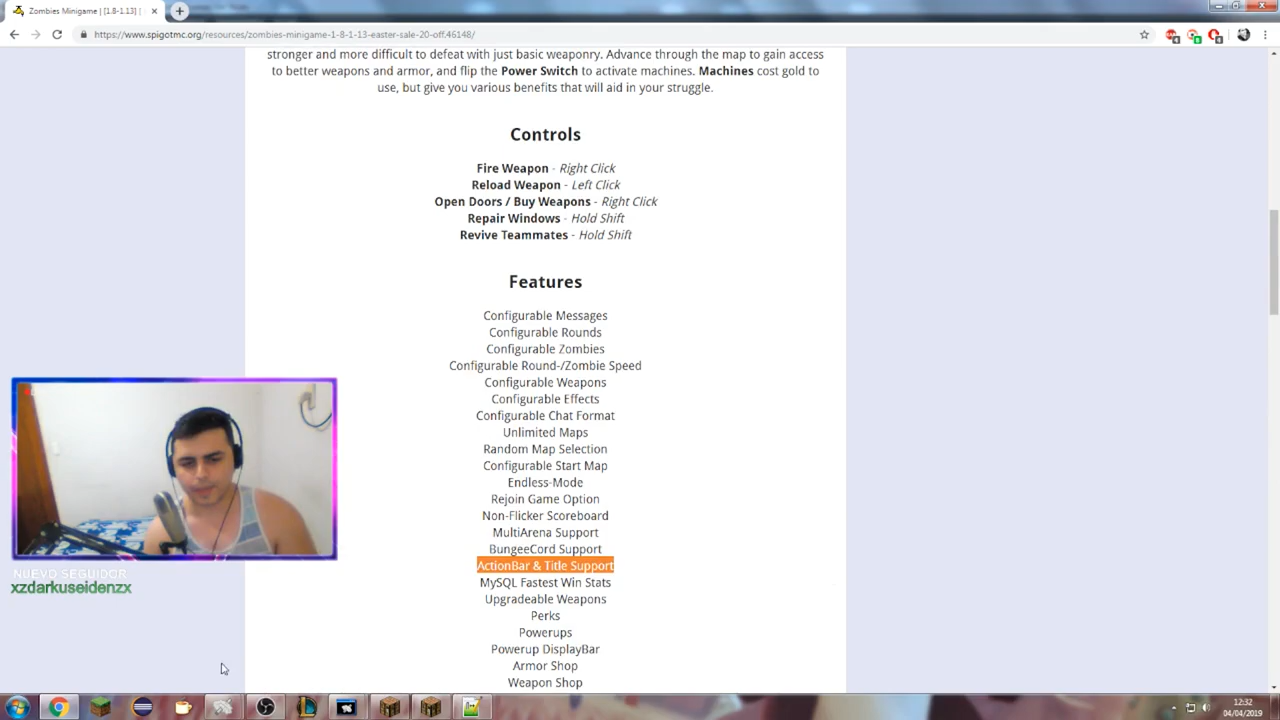 Zombies Minigame | [1.8-1.13] |
https://www.spigotmc.org/resources/zombies-minigame-1-8-1-13-easter-sale-20-off.46148/
stronger and more difficult to defeat with just basic weaponry. Advance through the map to gain access
to better weapons and armor, and flip the Power Switch to activate machines. Machines cost gold to
use, but give you various benefits that will aid in your struggle.
Controls
Fire Weapon - Right Click
Reload Weapon - Left Click
Open Doors / Buy Weapons - Right Click
Repair Windows - Hold Shift
Revive Teammates - Hold Shift
Features
Configurable Messages
Configurable Rounds
Configurable Zombies
Configurable Round-/Zombie Speed
Configurable Weapons
Configurable Effects
Configurable Chat Format
Unlimited Maps
Random Map Selection
Configurable Start Map
Endless-Mode
Rejoin Game Option
Non-Flicker Scoreboard
MultiArena Support
BungeeCord Support
ActionBar & Title Support
MySQL Fastest Win Stats
Upgradeable Weapons
Perks
Powerups
Powerup DisplayBar
Armor Shop
Weapon Shop
NUEVO SEGUIDOR
xzdarkuseidenzx
12:32
04/04/2019